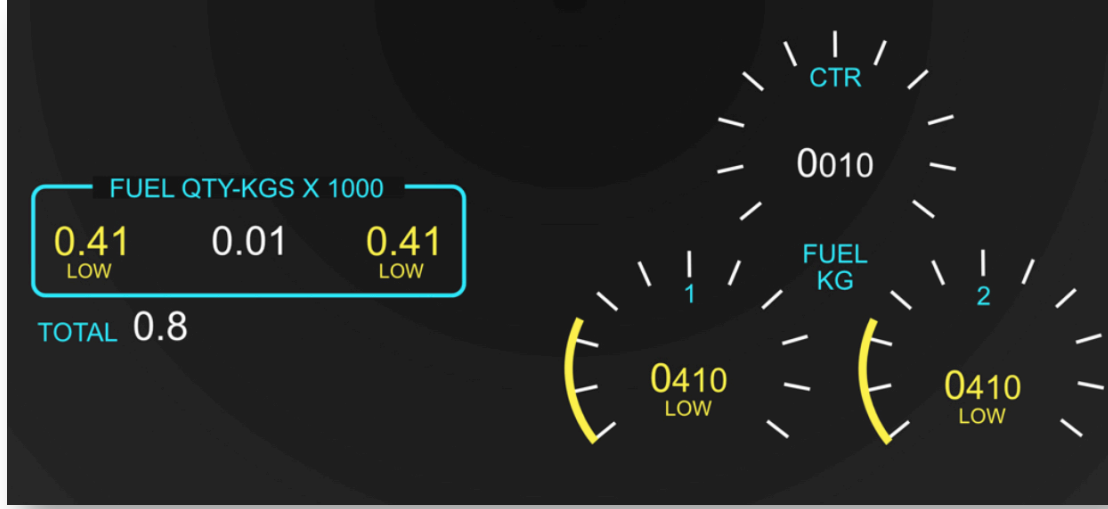 FUEL QTY-KGS X 1000
0.41 0.01 0.41
LOW LOW
TOTAL 0.8
CTR
0010
FUEL
KG
1
0410
LOW
2
0410
LOW